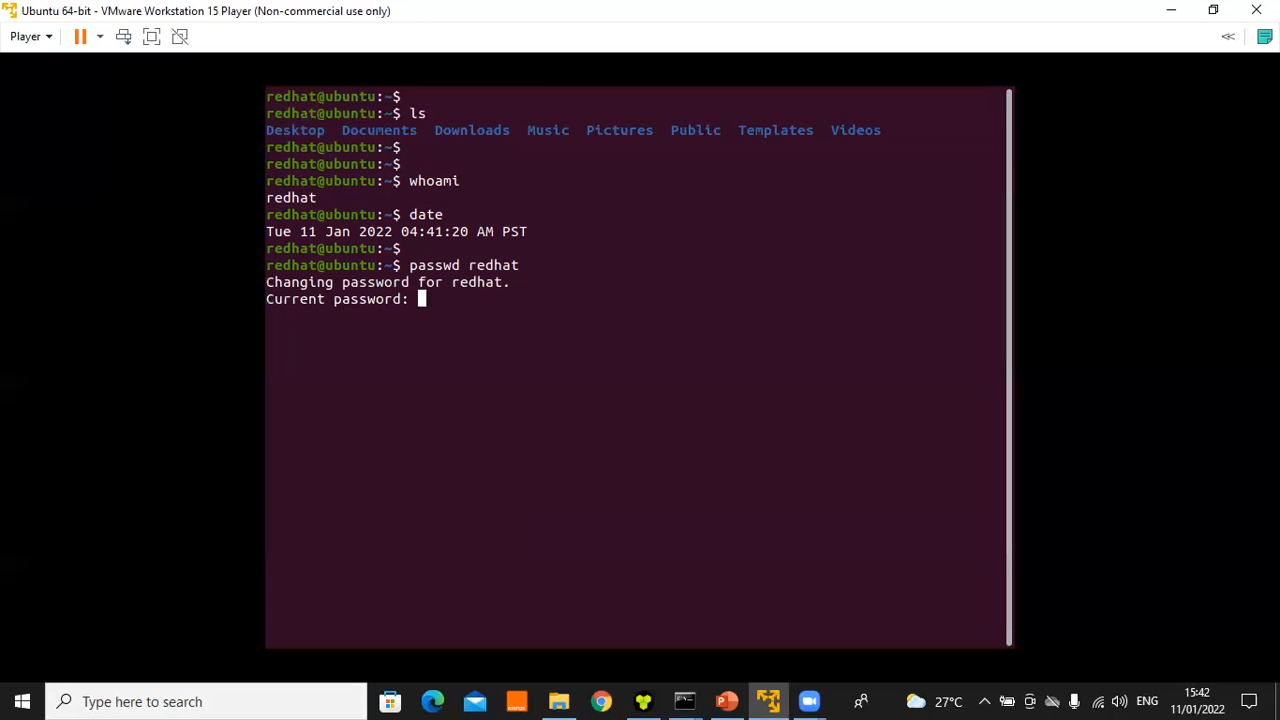 Ubuntu 64-bit - VMware Workstation 15 Player (Non-commercial use only)
Player
redhat@ubuntu:~$
redhat@ubuntu:~$ ls
Desktop  Documents  Downloads  Music  Pictures  Public  Templates  Videos
redhat@ubuntu:~$
redhat@ubuntu:~$
redhat@ubuntu:~$ whoami
redhat
redhat@ubuntu:~$ date
Tue 11 Jan 2022 04:41:20 AM PST
redhat@ubuntu:~$
redhat@ubuntu:~$ passwd redhat
Changing password for redhat.
Current password:
Type here to search
27°C
ENG
15:42
11/01/2022